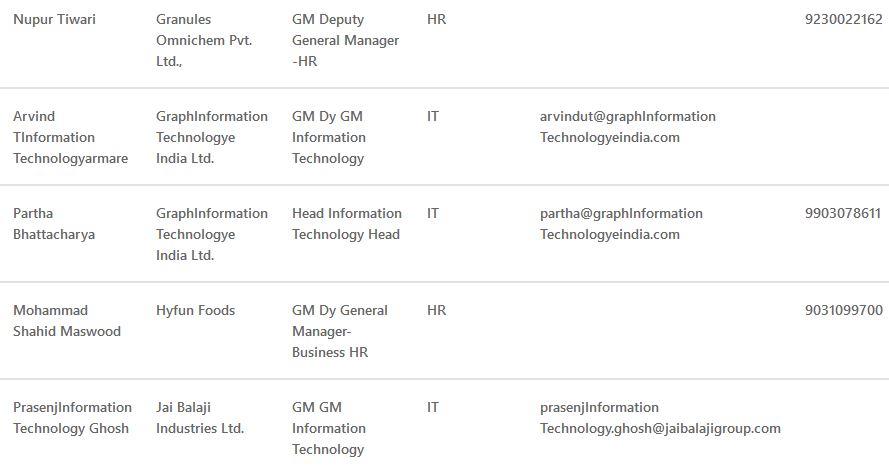 Nupur Tiwari Granules GM Deputy HR 9230022162
Omnichem Pvt. General Manager
Ltd., -HR
Arvind GraphInformation GM Dy GM IT arvindut@graphInformation
TInformation Technologye Information Technologyeindia.com
Technologyarmare India Ltd. Technology
Partha GraphInformation Head Information IT partha@graphInformation 9903078611
Bhattacharya Technologye Technology Head Technologyeindia.com
India Ltd.
Mohammad Hyfun Foods GM Dy General HR 9031099700
Shahid Maswood Manager-
Business HR
PrasenjInformation Jai Balaji GM GM IT prasenjInformation
Technology Ghosh Industries Ltd. Information Technology.ghosh@jaibalajigroup.com
Technology